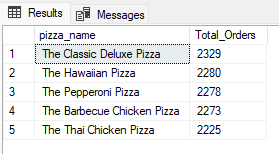 Results Messages
pizza_name Total_Orders
1 The Classic Deluxe Pizza 2329
2 The Hawaiian Pizza 2280
3 The Pepperoni Pizza 2278
4 The Barbecue Chicken Pizza 2273
5 The Thai Chicken Pizza 2225